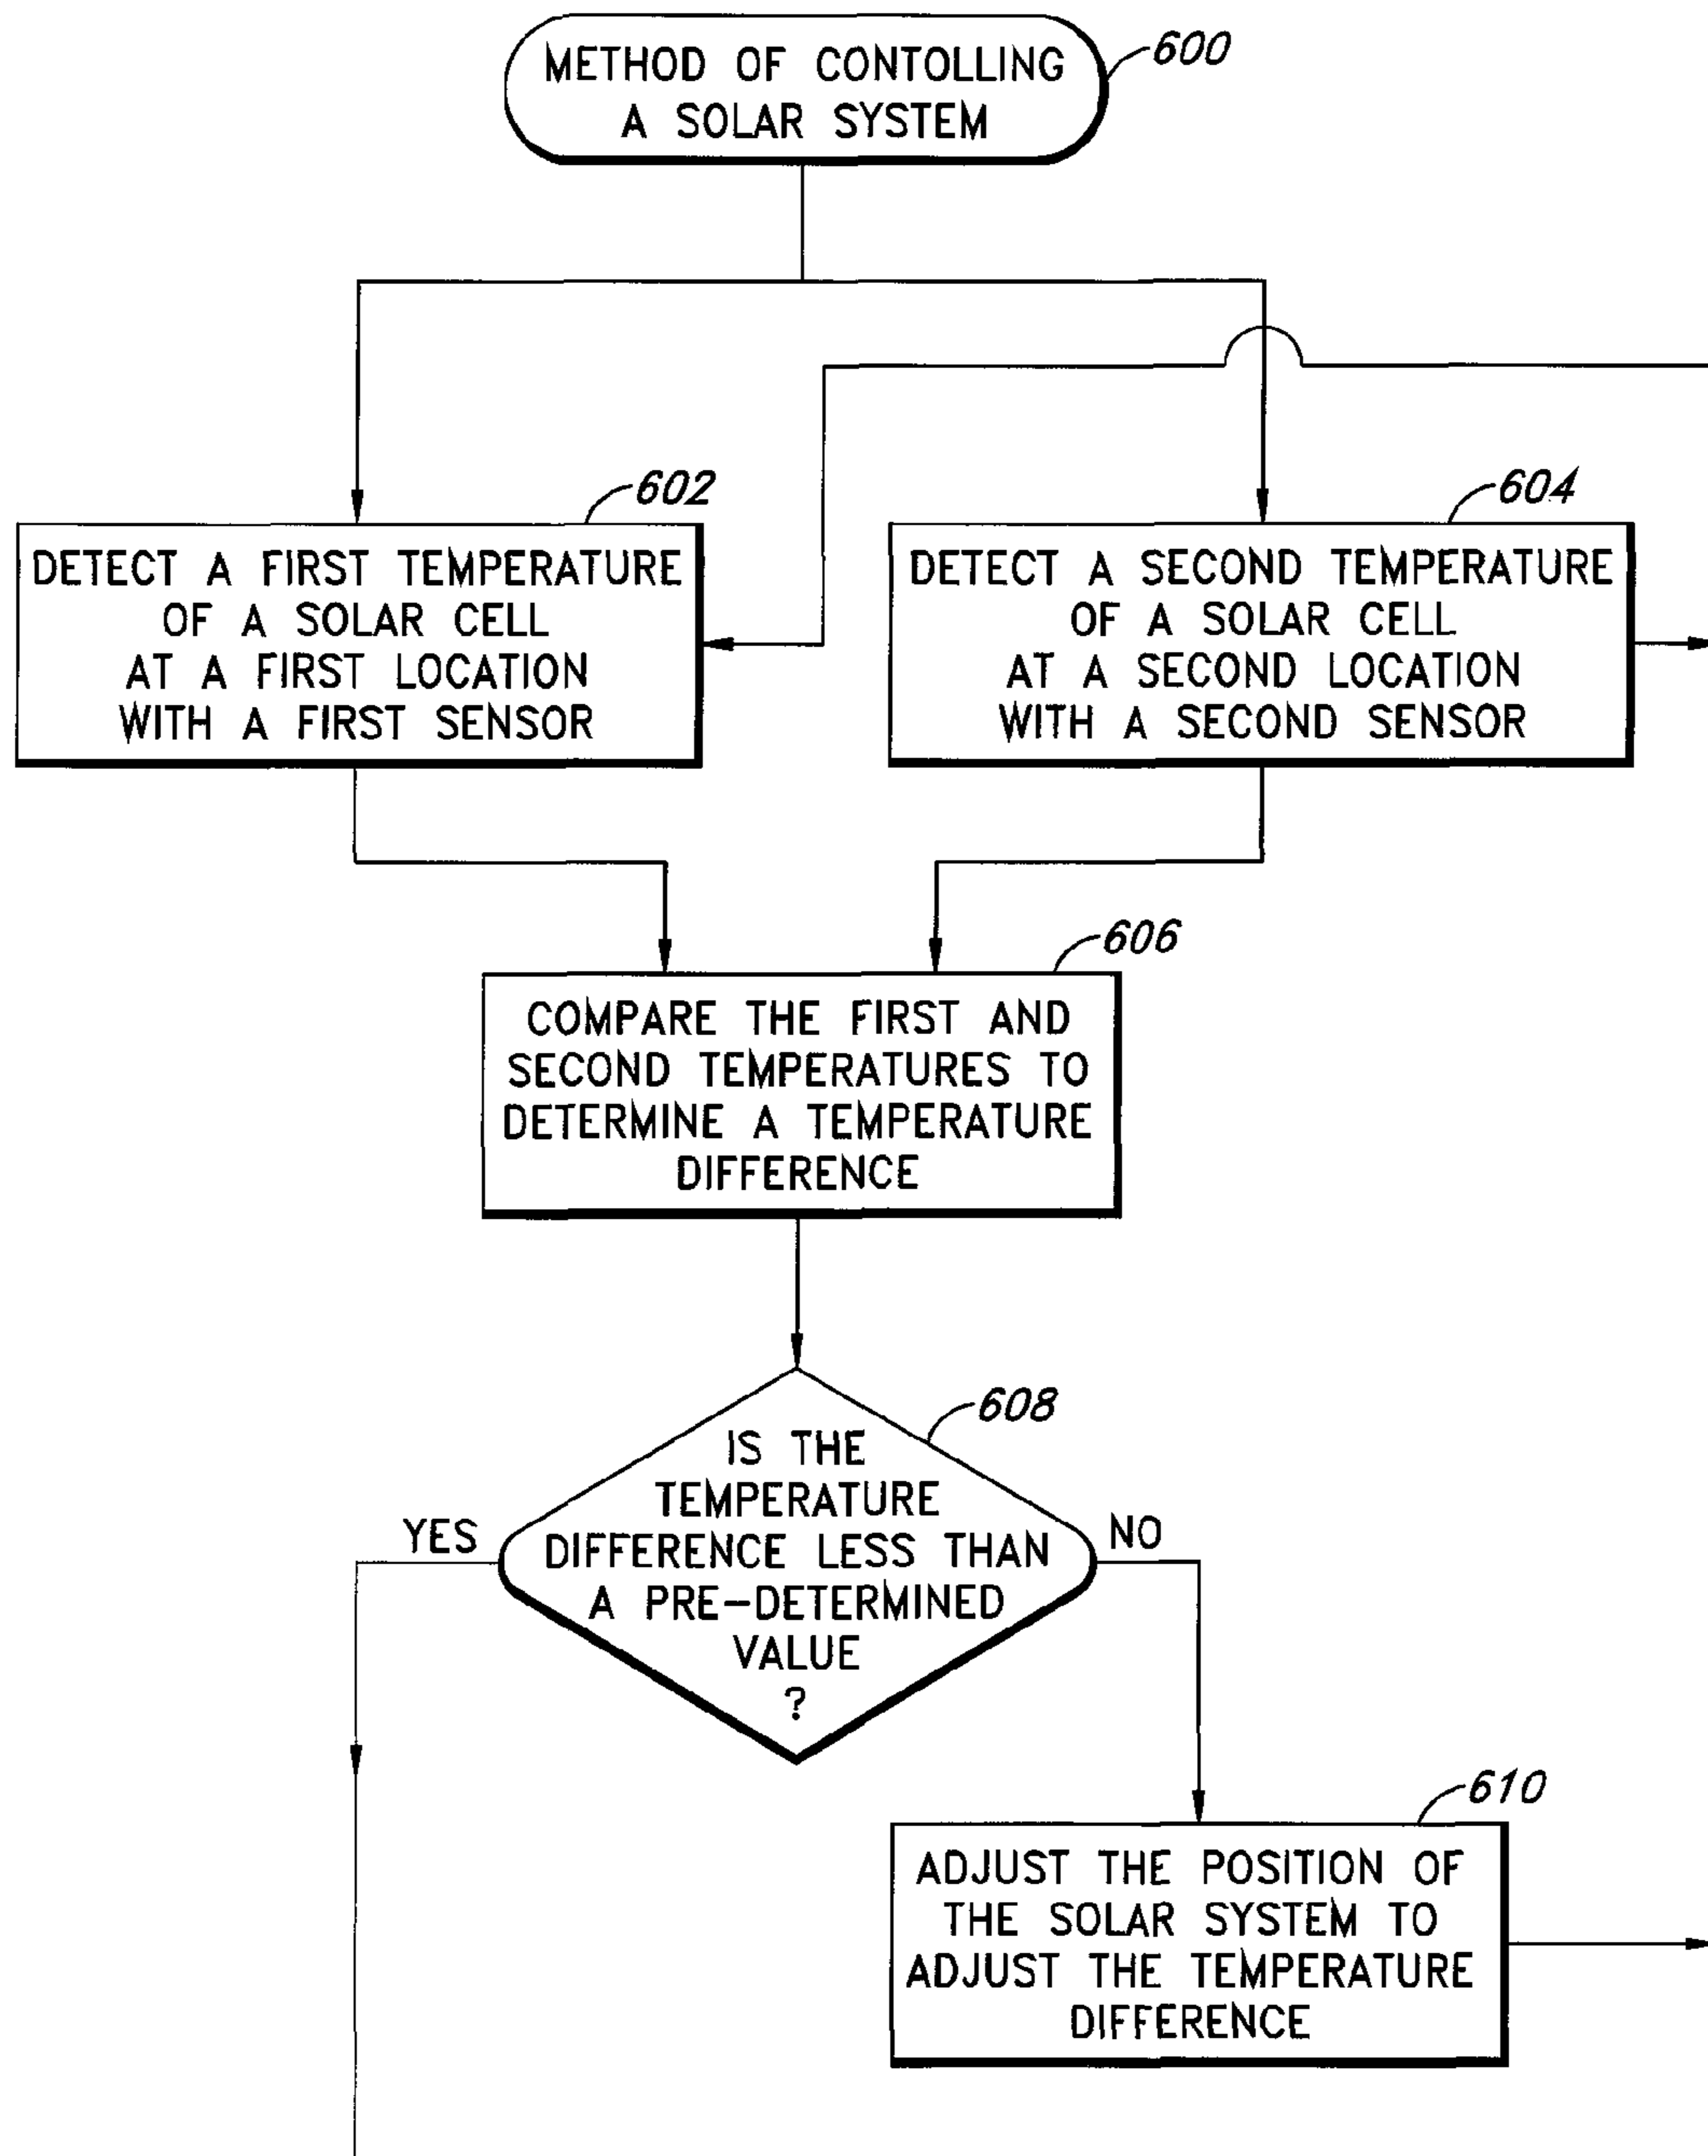 METHOD OF CONTOLLING
A SOLAR SYSTEM
600
602
DETECT A FIRST TEMPERATURE
OF A SOLAR CELL
AT A FIRST LOCATION
WITH A FIRST SENSOR
604
DETECT A SECOND TEMPERATURE
OF A SOLAR CELL
AT A SECOND LOCATION
WITH A SECOND SENSOR
606
COMPARE THE FIRST AND
SECOND TEMPERATURES TO
DETERMINE A TEMPERATURE
DIFFERENCE
608
IS THE
TEMPERATURE
DIFFERENCE LESS THAN
A PRE-DETERMINED
VALUE
?
YES
NO
610
ADJUST THE POSITION OF
THE SOLAR SYSTEM TO
ADJUST THE TEMPERATURE
DIFFERENCE